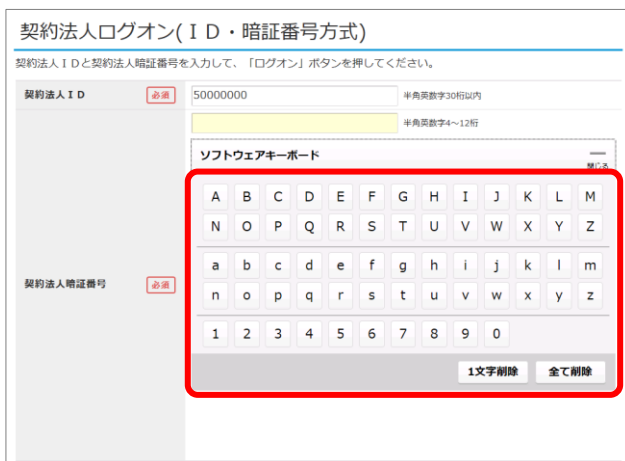 契約法人ログオン(ＩＤ・暗証番号方式)
契約法人ＩＤと契約法人暗証番号を入力して、「ログオン」ボタンを押してください。
契約法人ＩＤ 必須 50000000 半角英数字30桁以内
半角英数字4～12桁
ソフトウェアキーボード 閉じる
A B C D E F G H I J K L M
N O P Q R S T U V W X Y Z
a b c d e f g h i j k l m
契約法人暗証番号 必須
n o p q r s t u v w x y z
1 2 3 4 5 6 7 8 9 0
1文字削除 全て削除